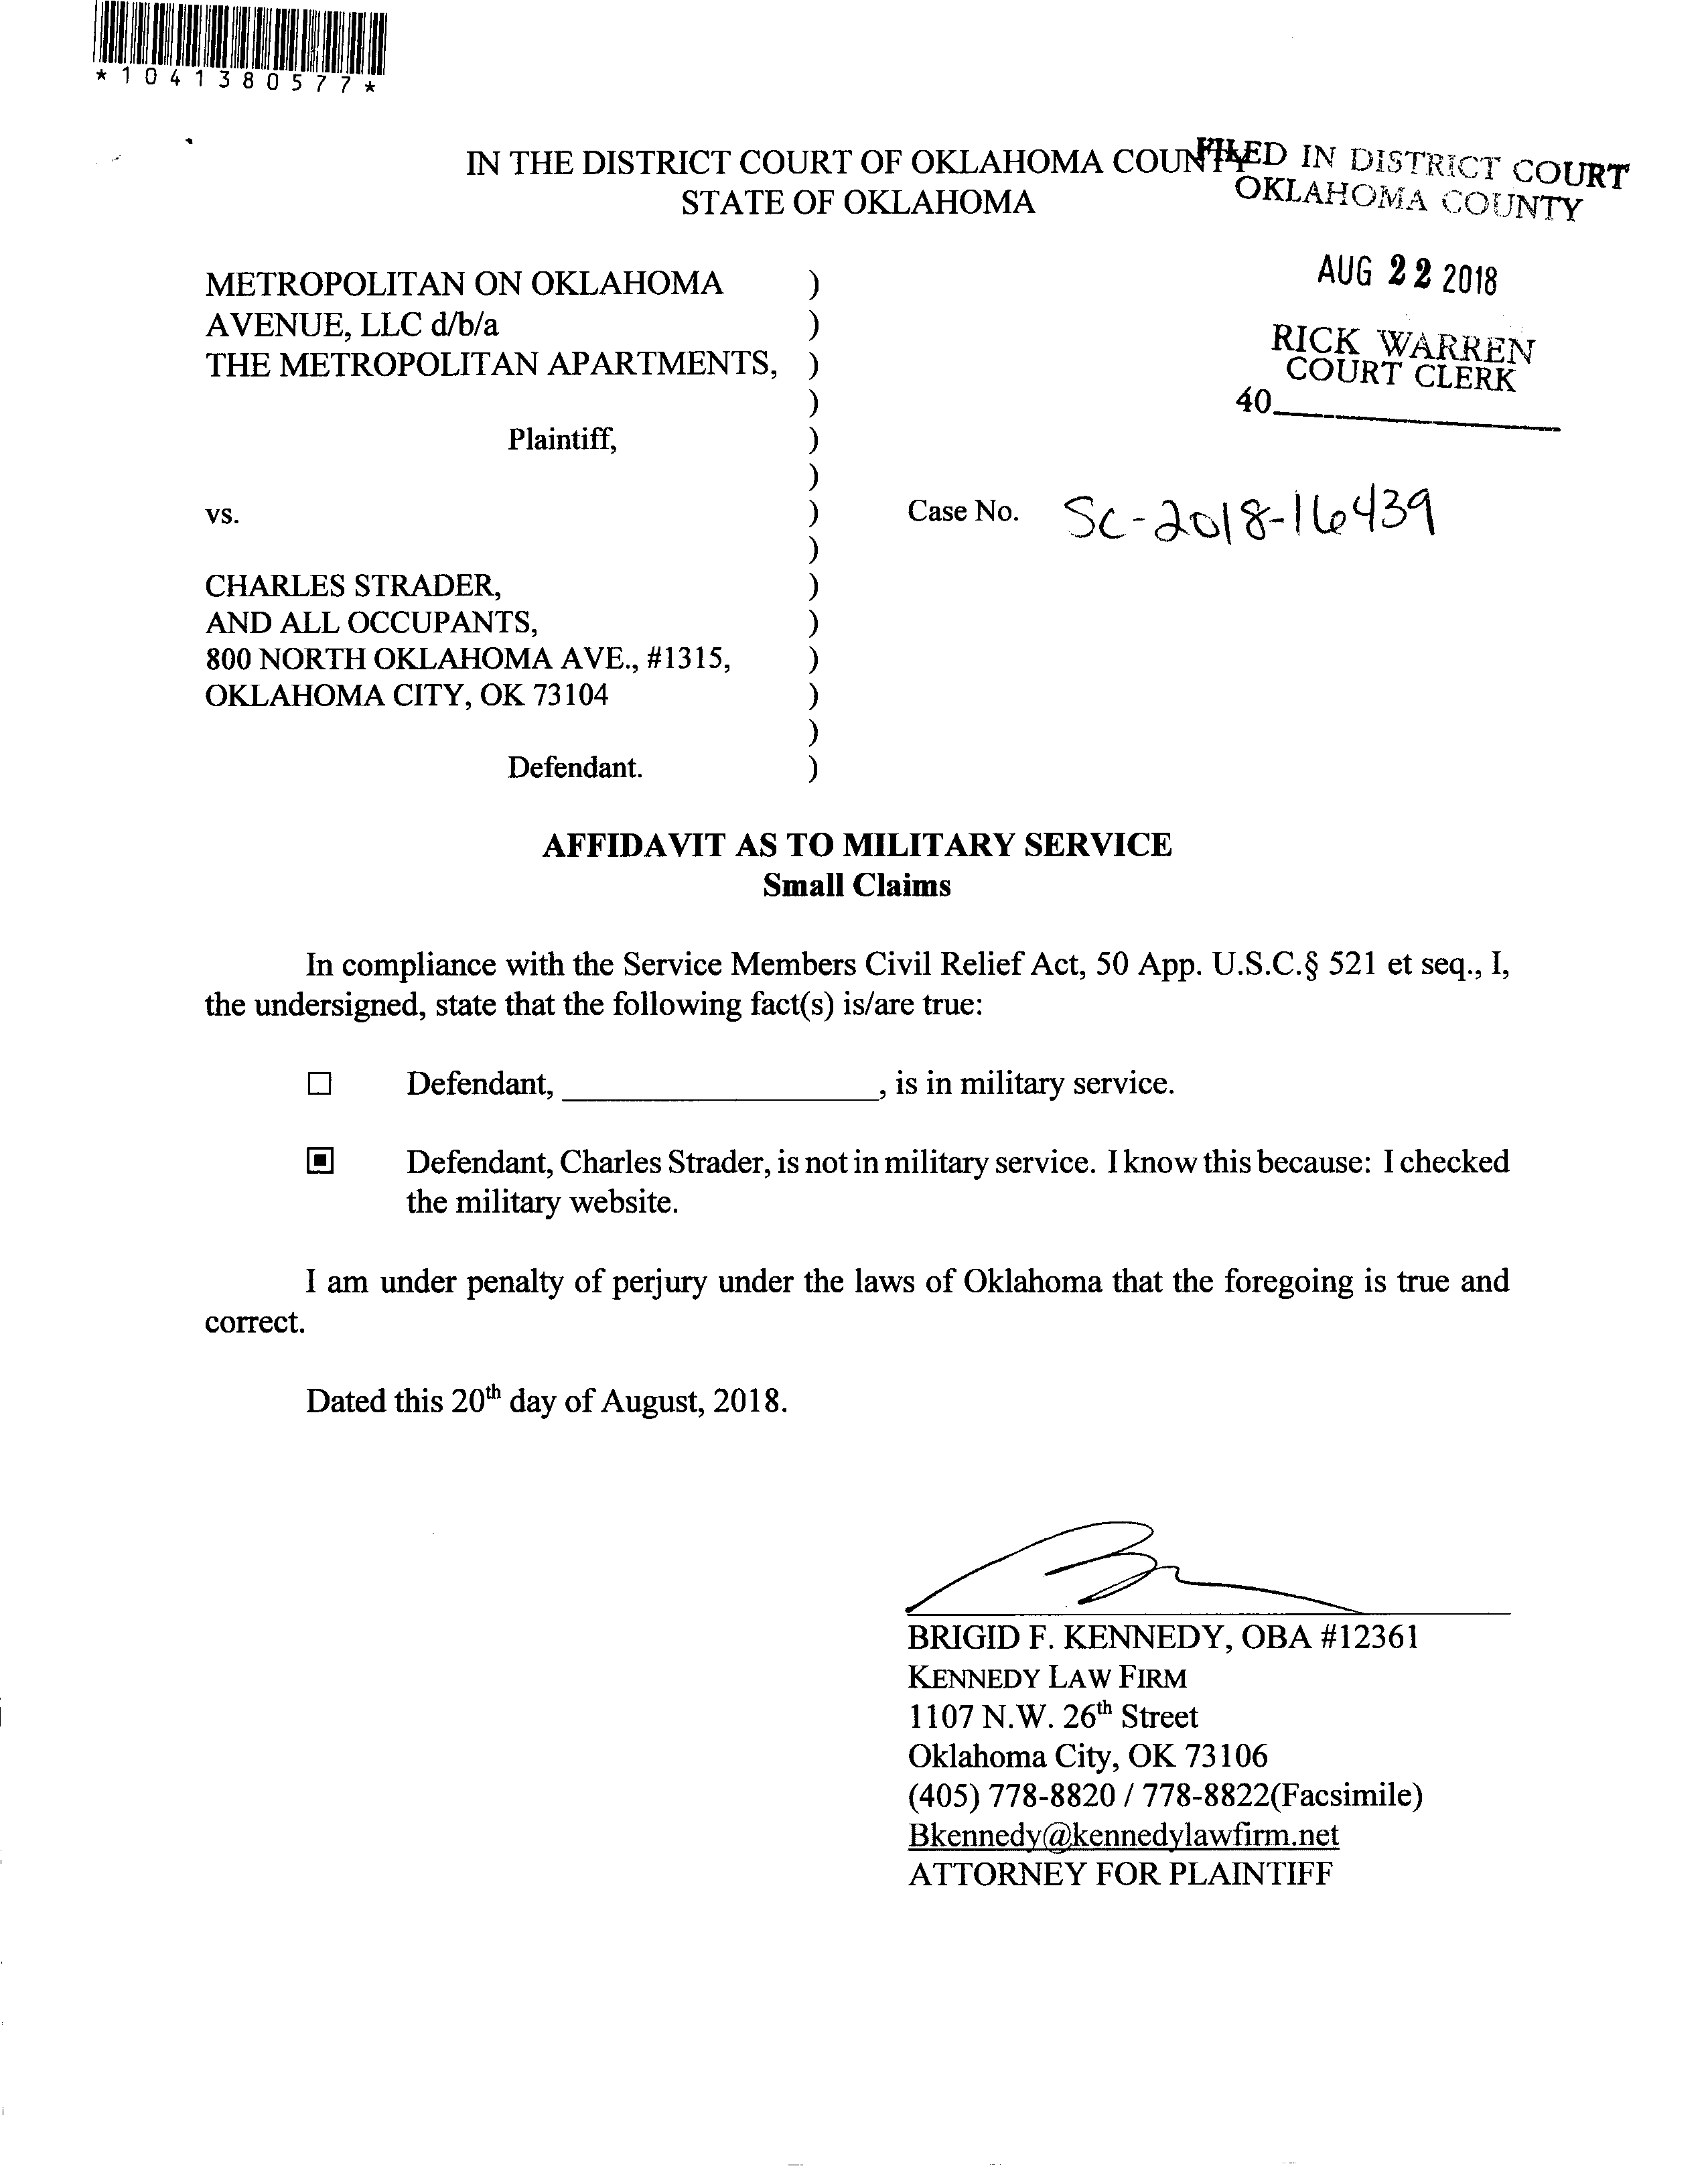 *1041380577*
IN THE DISTRICT COURT OF OKLAHOMA COUNTY
STATE OF OKLAHOMA
FILED IN DISTRICT COURT
OKLAHOMA COUNTY
AUG 22 2018
RICK WARREN
COURT CLERK
40
METROPOLITAN ON OKLAHOMA )
AVENUE, LLC d/b/a )
THE METROPOLITAN APARTMENTS, )
)
Plaintiff, )
)
vs. ) Case No. SC-2018-16439
)
CHARLES STRADER, )
AND ALL OCCUPANTS, )
800 NORTH OKLAHOMA AVE., #1315, )
OKLAHOMA CITY, OK 73104 )
)
Defendant. )
AFFIDAVIT AS TO MILITARY SERVICE
Small Claims
In compliance with the Service Members Civil Relief Act, 50 App. U.S.C.§ 521 et seq., I,
the undersigned, state that the following fact(s) is/are true:
☐ Defendant, ____________________, is in military service.
▣ Defendant, Charles Strader, is not in military service. I know this because: I checked
the military website.
I am under penalty of perjury under the laws of Oklahoma that the foregoing is true and
correct.
Dated this 20th day of August, 2018.
BRIGID F. KENNEDY, OBA #12361
KENNEDY LAW FIRM
1107 N.W. 26th Street
Oklahoma City, OK 73106
(405) 778-8820 / 778-8822(Facsimile)
Bkennedy@kennedylawfirm.net
ATTORNEY FOR PLAINTIFF